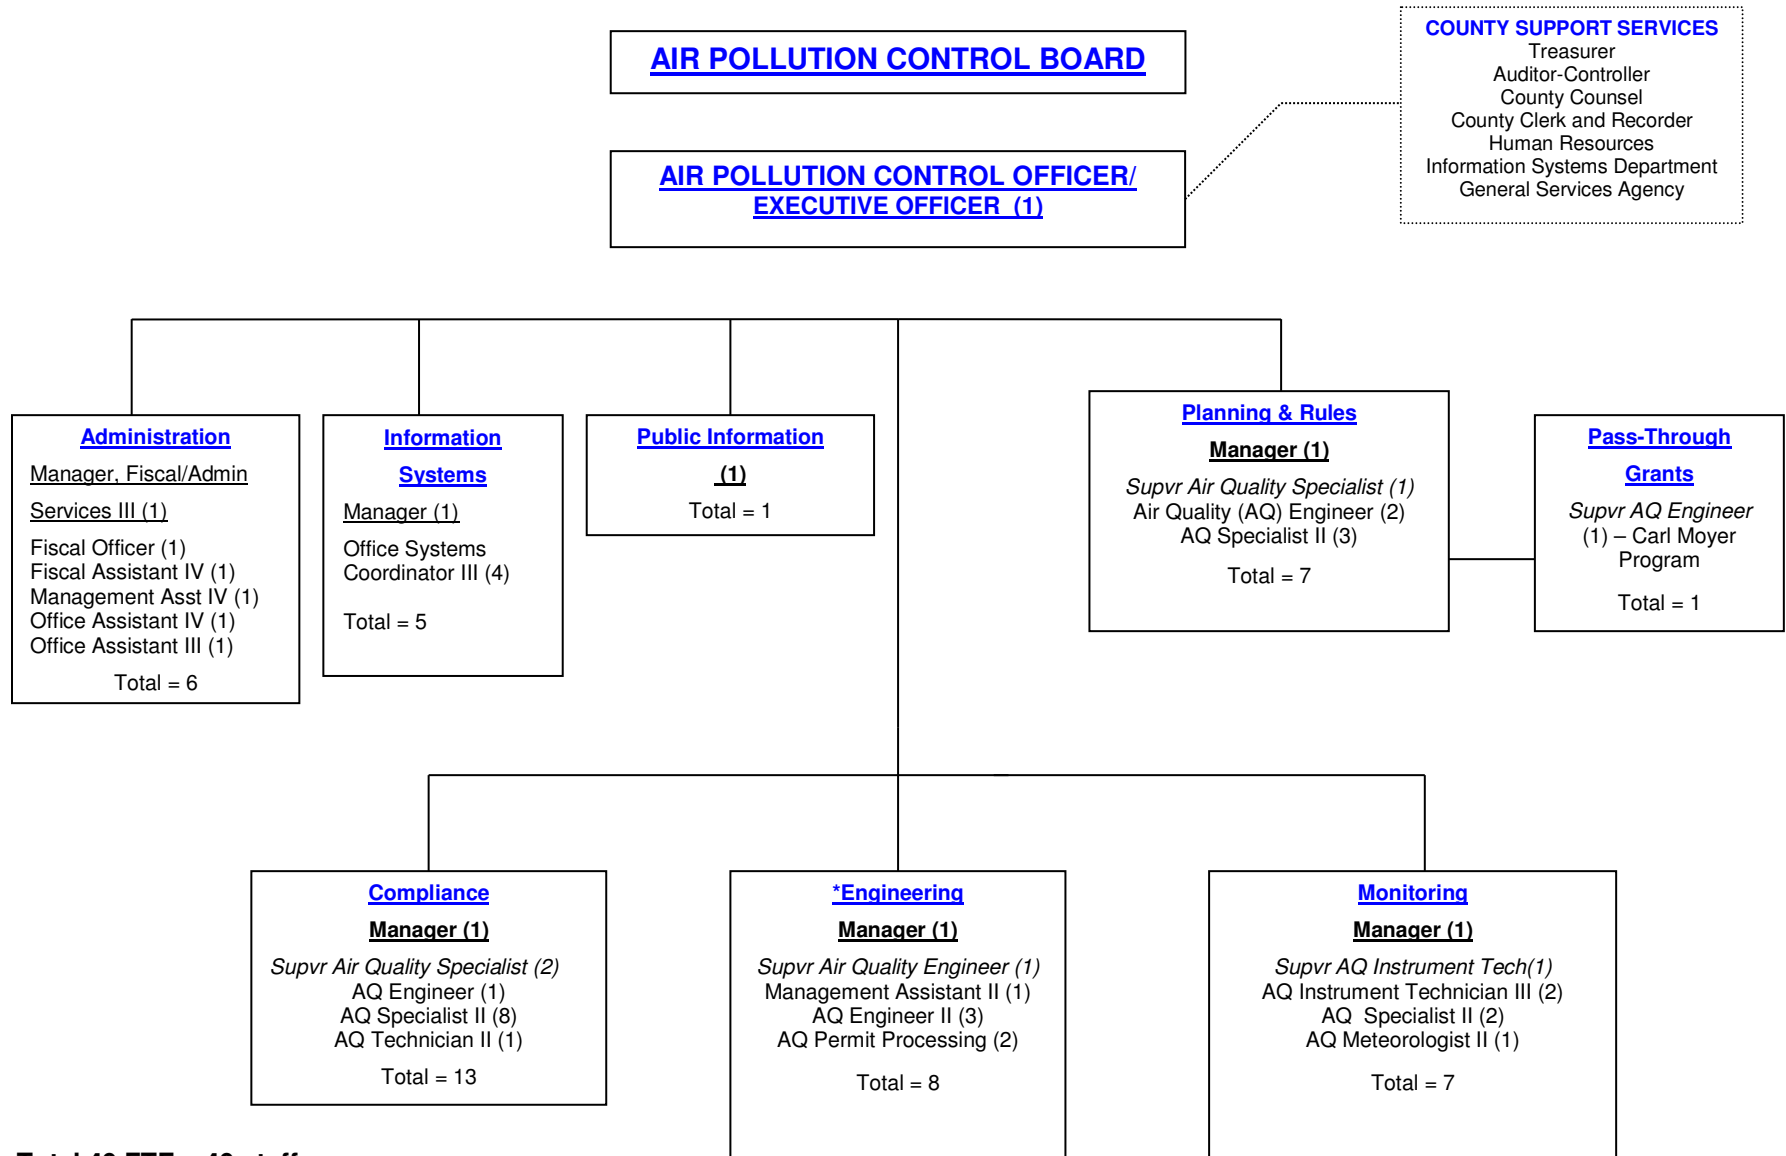 AIR POLLUTION CONTROL BOARD
COUNTY SUPPORT SERVICES
Treasurer
Auditor-Controller
County Counsel
County Clerk and Recorder
Human Resources
Information Systems Department
General Services Agency
AIR POLLUTION CONTROL OFFICER/
EXECUTIVE OFFICER (1)
Administration
Manager, Fiscal/Admin
Services III (1)
Fiscal Officer (1)
Fiscal Assistant IV (1)
Management Asst IV (1)
Office Assistant IV (1)
Office Assistant III (1)
Total = 6
Information
Systems
Manager (1)
Office Systems
Coordinator III (4)
Total = 5
Public Information
(1)
Total = 1
Planning & Rules
Manager (1)
Supvr Air Quality Specialist (1)
Air Quality (AQ) Engineer (2)
AQ Specialist II (3)
Total = 7
Pass-Through
Grants
Supvr AQ Engineer
(1) – Carl Moyer
Program
Total = 1
Compliance
Manager (1)
Supvr Air Quality Specialist (2)
AQ Engineer (1)
AQ Specialist II (8)
AQ Technician II (1)
Total = 13
*Engineering
Manager (1)
Supvr Air Quality Engineer (1)
Management Assistant II (1)
AQ Engineer II (3)
AQ Permit Processing (2)
Total = 8
Monitoring
Manager (1)
Supvr AQ Instrument Tech(1)
AQ Instrument Technician III (2)
AQ Specialist II (2)
AQ Meteorologist II (1)
Total = 7